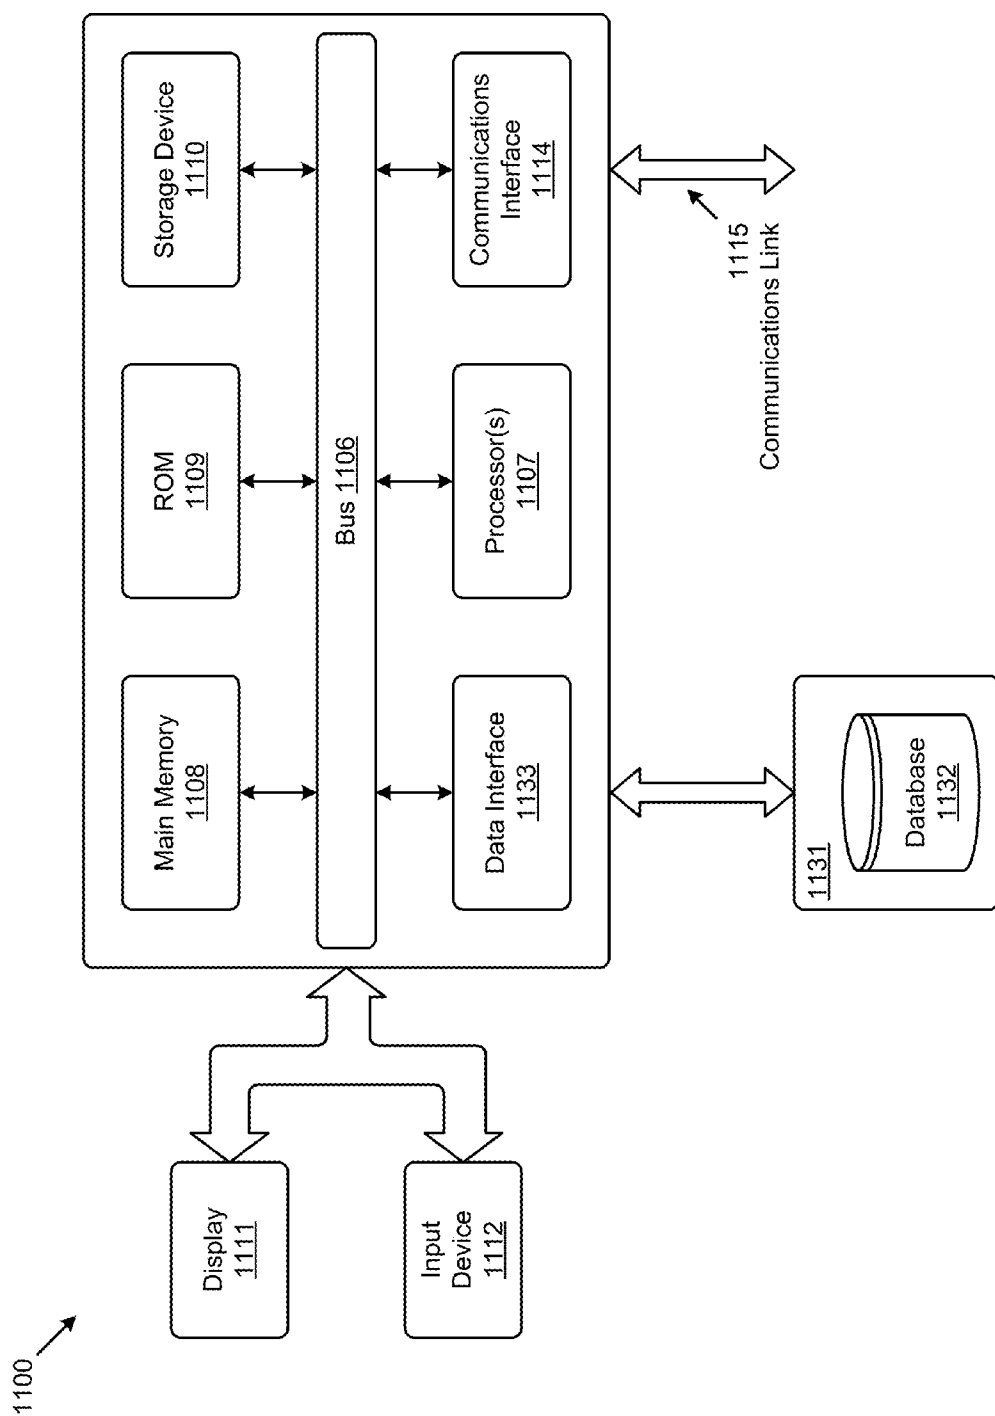 1100
Display
1111
Input
Device
1112
Main Memory
1108
ROM
1109
Storage Device
1110
Bus 1106
Data Interface
1133
Processor(s)
1107
Communications
Interface
1114
1131
Database
1132
1115
Communications Link